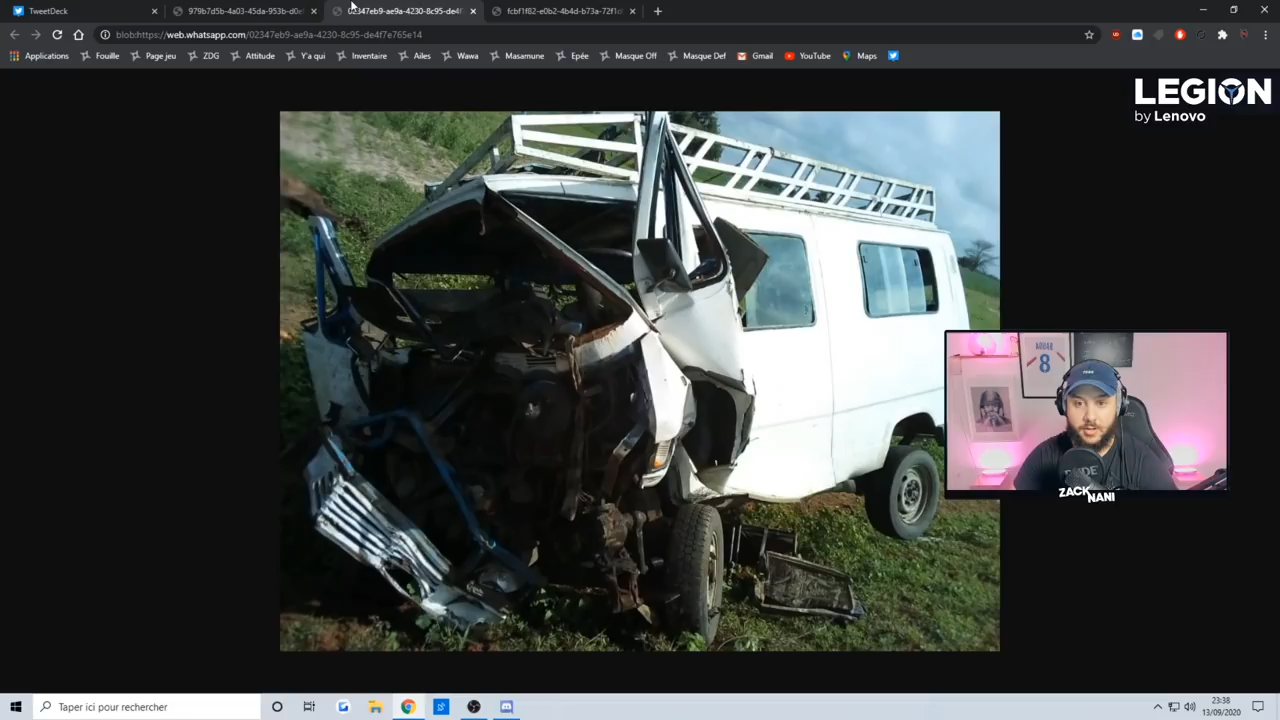 TweetDeck
979b7d5b-4a03-45da-953b-d0d
02347eb9-ae9a-4230-8c95-de4f
fcbf1f82-e0b2-4b4d-b73a-72f1d
blob:https://web.whatsapp.com/02347eb9-ae9a-4230-8c95-de4f7e765e14
Applications
Fouille
Page jeu
ZDG
Attitude
Y'a qui
Inventaire
Ailes
Wawa
Masamune
Epée
Masque Off
Masque Def
Gmail
YouTube
Maps
LEGION
by Lenovo
8
ZACK
NANI
Taper ici pour rechercher
23:38
13/09/2020